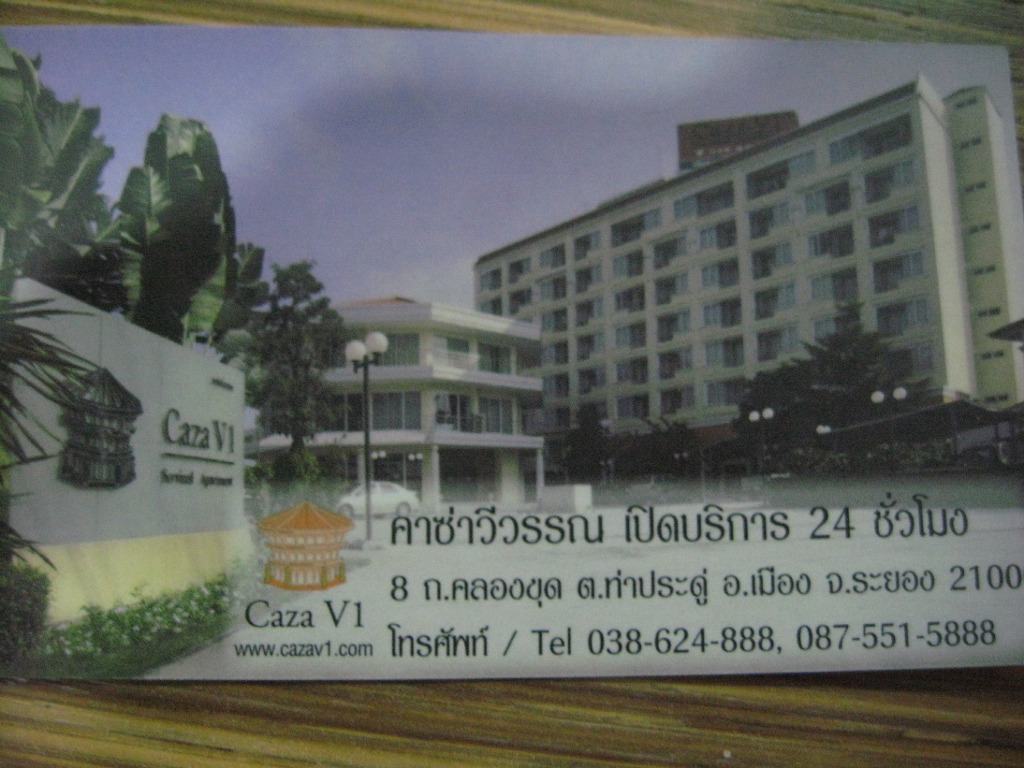 Caza V1
Serviced Apartment
คาซ่าวีวรรณ เปิดบริการ 24 ชั่วโมง
8 ถ.คลองขุด ต.ท่าประดู่ อ.เมือง จ.ระยอง 2100
Caza V1
www.cazav1.com
โทรศัพท์ / Tel 038-624-888, 087-551-5888